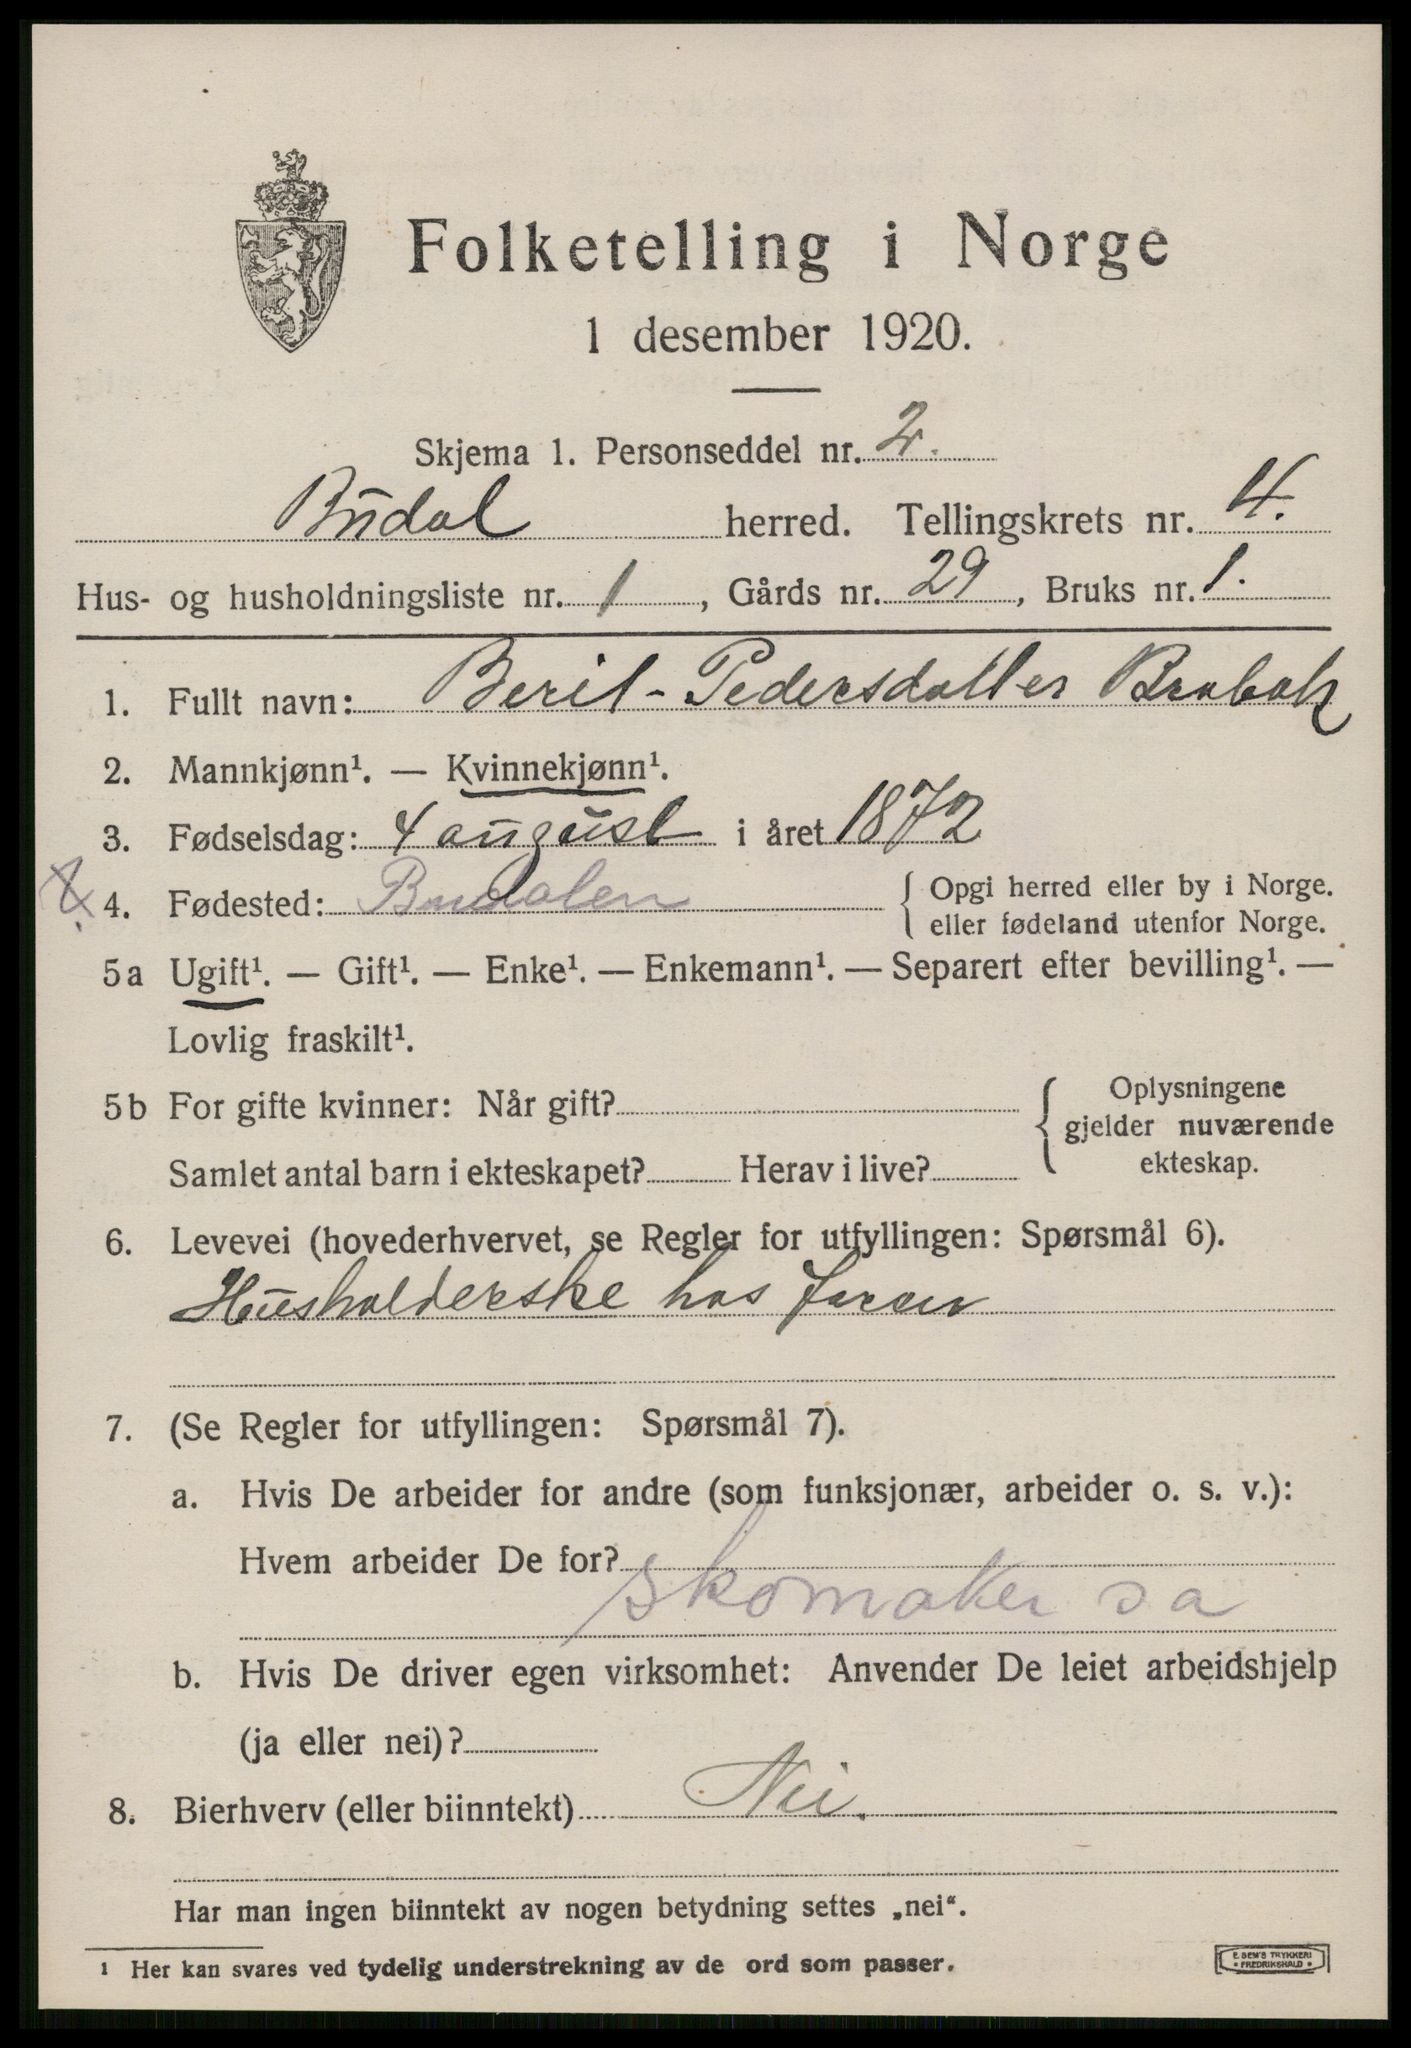 Folketelling i Norge
1 desember 1920.
Skjema 1. Personseddel nr. 2.
Budal herred. Tellingskrets nr. 4.
Hus- og husholdningsliste nr. 1, Gårds nr. 29, Bruks nr. 1.
1. Fullt navn: Berit - Pedersdatter Brabak
2. Mannkjønn¹. — Kvinnekjønn¹.
3. Fødselsdag: 4 august i året 1872
4. Fødested: Budalen { Opgi herred eller by i Norge.
eller fødeland utenfor Norge.
5a Ugift¹. — Gift¹. — Enke¹. — Enkemann¹. — Separert efter bevilling¹. —
Lovlig fraskilt¹.
5b For gifte kvinner: Når gift? { Oplysningene
gjelder nuværende
ekteskap.
Samlet antal barn i ekteskapet? Herav i live?
6. Levevei (hovederhvervet, se Regler for utfyllingen: Spørsmål 6).
Husholderske hos faren
7. (Se Regler for utfyllingen: Spørsmål 7).
a. Hvis De arbeider for andre (som funksjonær, arbeider o. s. v.):
Hvem arbeider De for?
skomaker sa
b. Hvis De driver egen virksomhet: Anvender De leiet arbeidshjelp
(ja eller nei)?
8. Bierhverv (eller biinntekt) Nei.
Har man ingen biinntekt av nogen betydning settes „nei“.
¹ Her kan svares ved tydelig understrekning av de ord som passer.
E. SEM'S TRYKKERI
• FREDRIKSHALD •